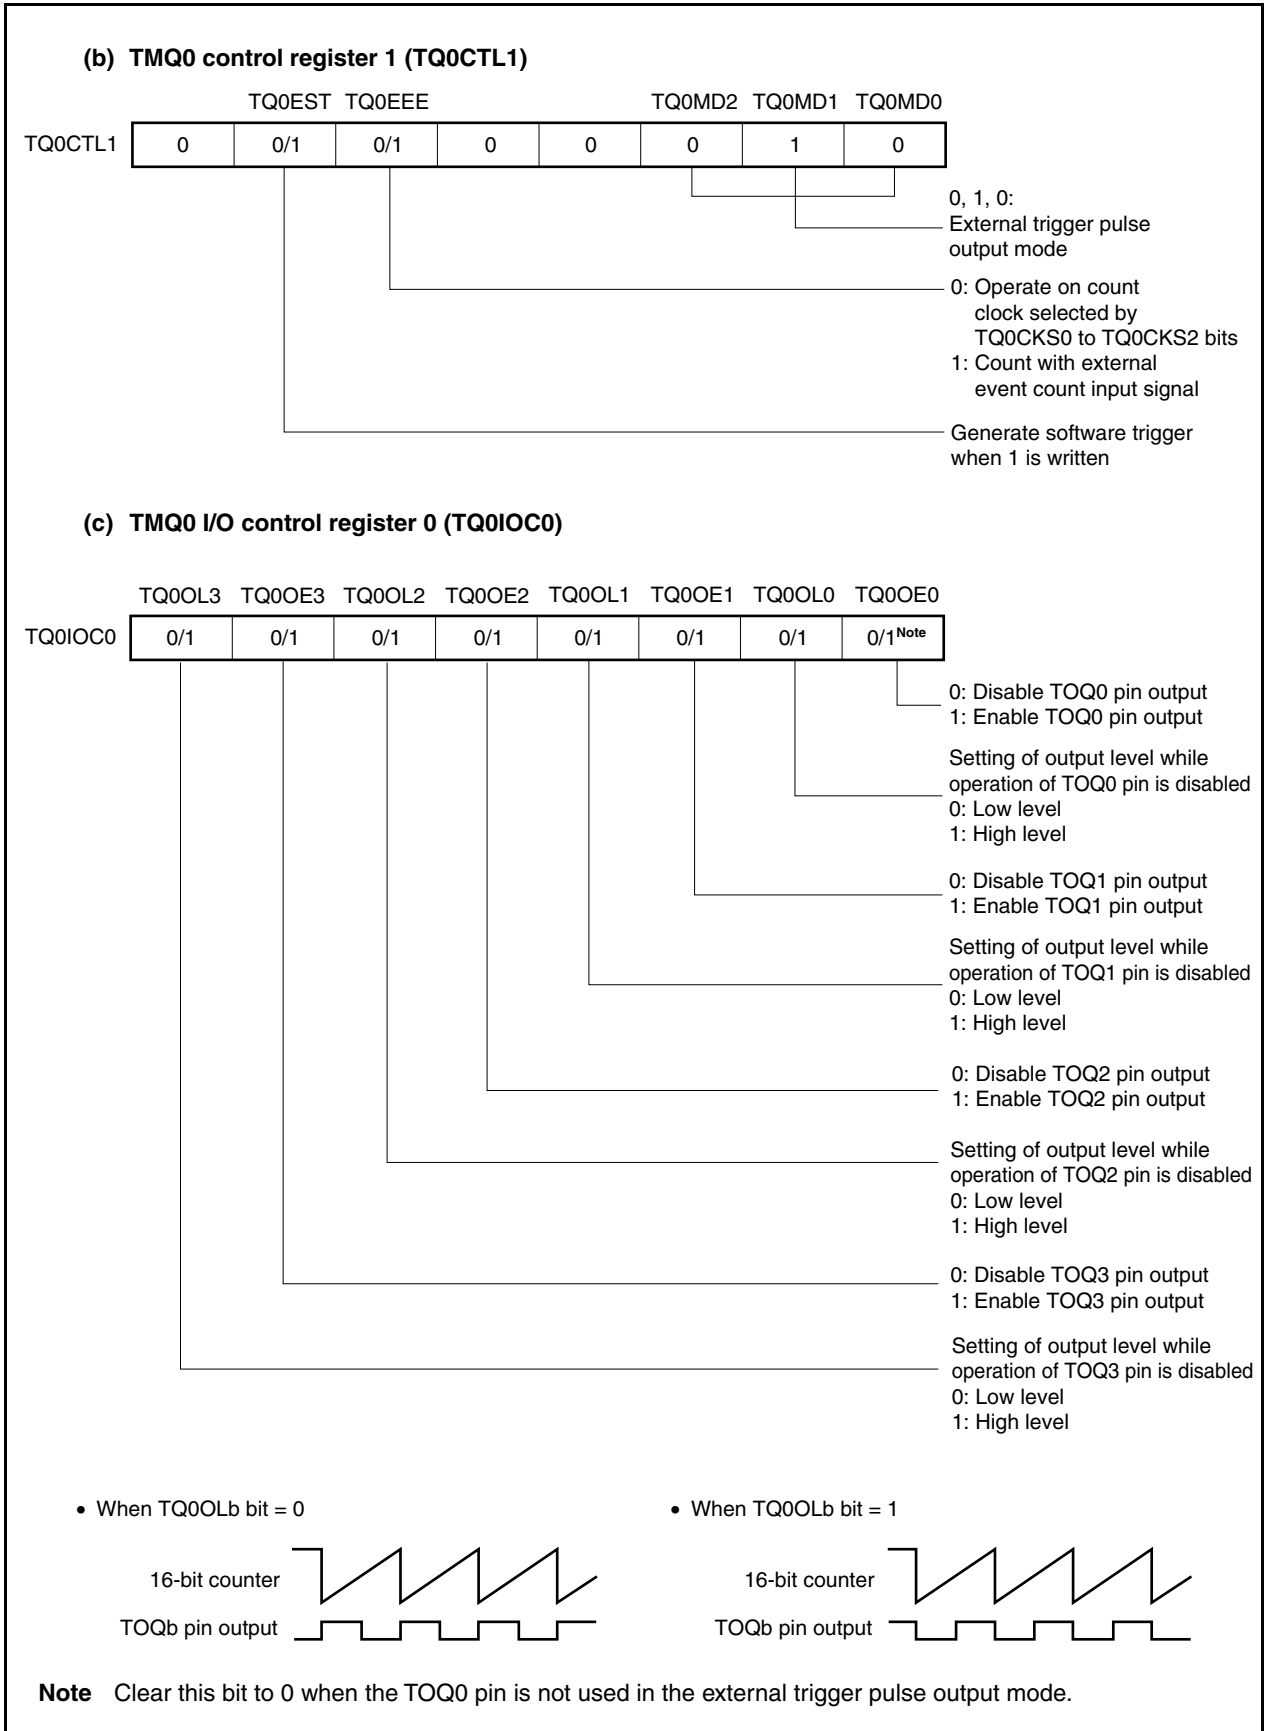 (b) TMQ0 control register 1 (TQ0CTL1)
TQ0EST TQ0EEE TQ0MD2 TQ0MD1 TQ0MD0
TQ0CTL1 0 0/1 0/1 0 0 0 1 0
0, 1, 0:
External trigger pulse
output mode
0: Operate on count
clock selected by
TQ0CKS0 to TQ0CKS2 bits
1: Count with external
event count input signal
Generate software trigger
when 1 is written
(c) TMQ0 I/O control register 0 (TQ0IOC0)
TQ0OL3 TQ0OE3 TQ0OL2 TQ0OE2 TQ0OL1 TQ0OE1 TQ0OL0 TQ0OE0
TQ0IOC0 0/1 0/1 0/1 0/1 0/1 0/1 0/1 0/1Note
0: Disable TOQ0 pin output
1: Enable TOQ0 pin output
Setting of output level while
operation of TOQ0 pin is disabled
0: Low level
1: High level
0: Disable TOQ1 pin output
1: Enable TOQ1 pin output
Setting of output level while
operation of TOQ1 pin is disabled
0: Low level
1: High level
0: Disable TOQ2 pin output
1: Enable TOQ2 pin output
Setting of output level while
operation of TOQ2 pin is disabled
0: Low level
1: High level
0: Disable TOQ3 pin output
1: Enable TOQ3 pin output
Setting of output level while
operation of TOQ3 pin is disabled
0: Low level
1: High level
• When TQ0OLb bit = 0
16-bit counter
TOQb pin output
• When TQ0OLb bit = 1
16-bit counter
TOQb pin output
Note Clear this bit to 0 when the TOQ0 pin is not used in the external trigger pulse output mode.